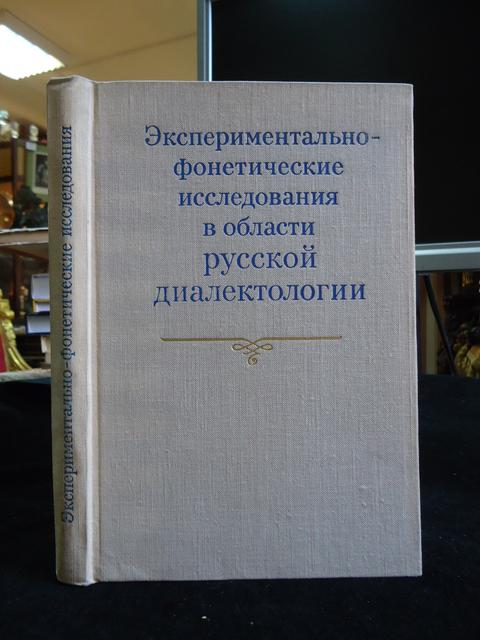 Экспериментально-
фонетические
исследования
в области
русской
диалектологии
Экспериментально-фонетические исследования